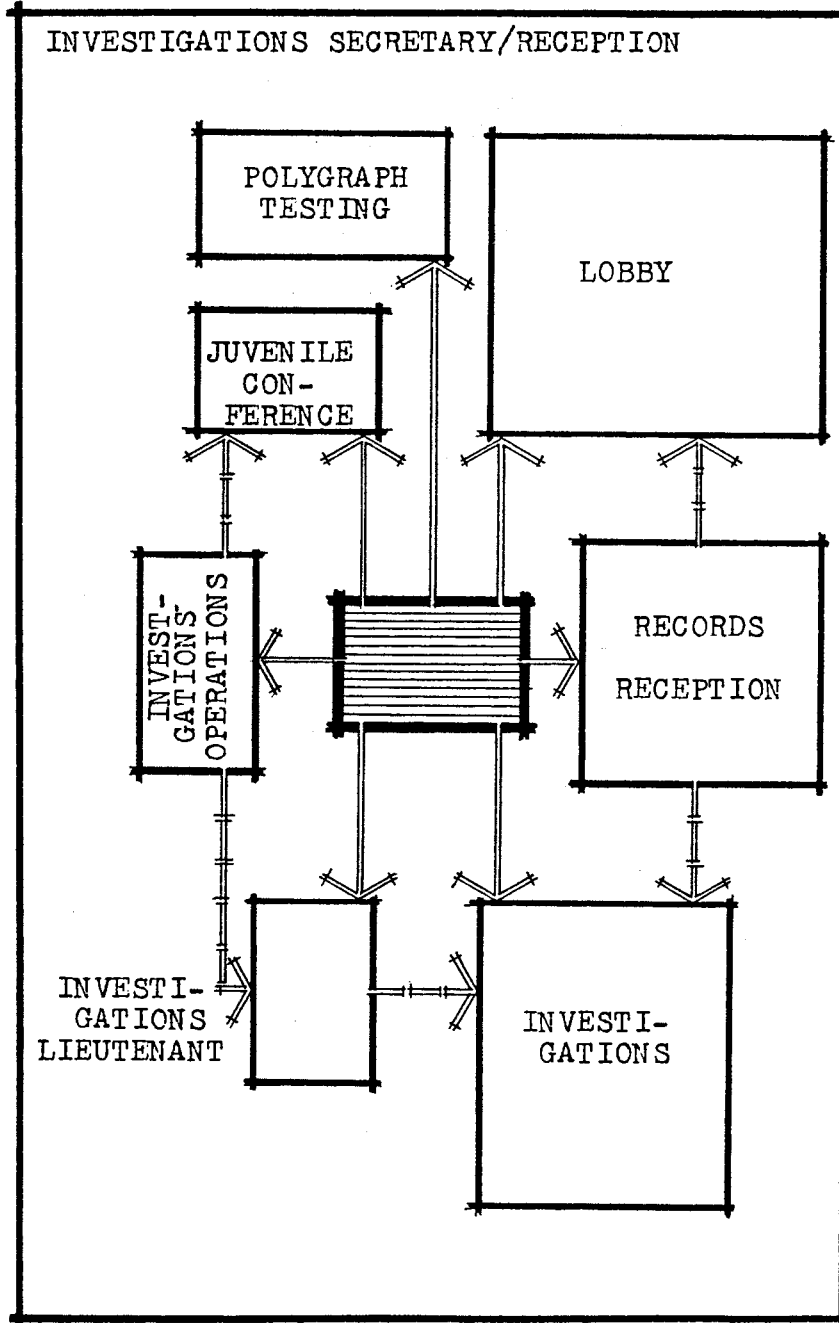 INVESTIGATIONS SECRETARY/RECEPTION
POLYGRAPH
TESTING
LOBBY
JUVENILE
CON-
FERENCE
INVEST-
GATIONS
OPERATIONS
RECORDS
RECEPTION
INVESTI-
GATIONS
LIEUTENANT
INVESTI-
GATIONS